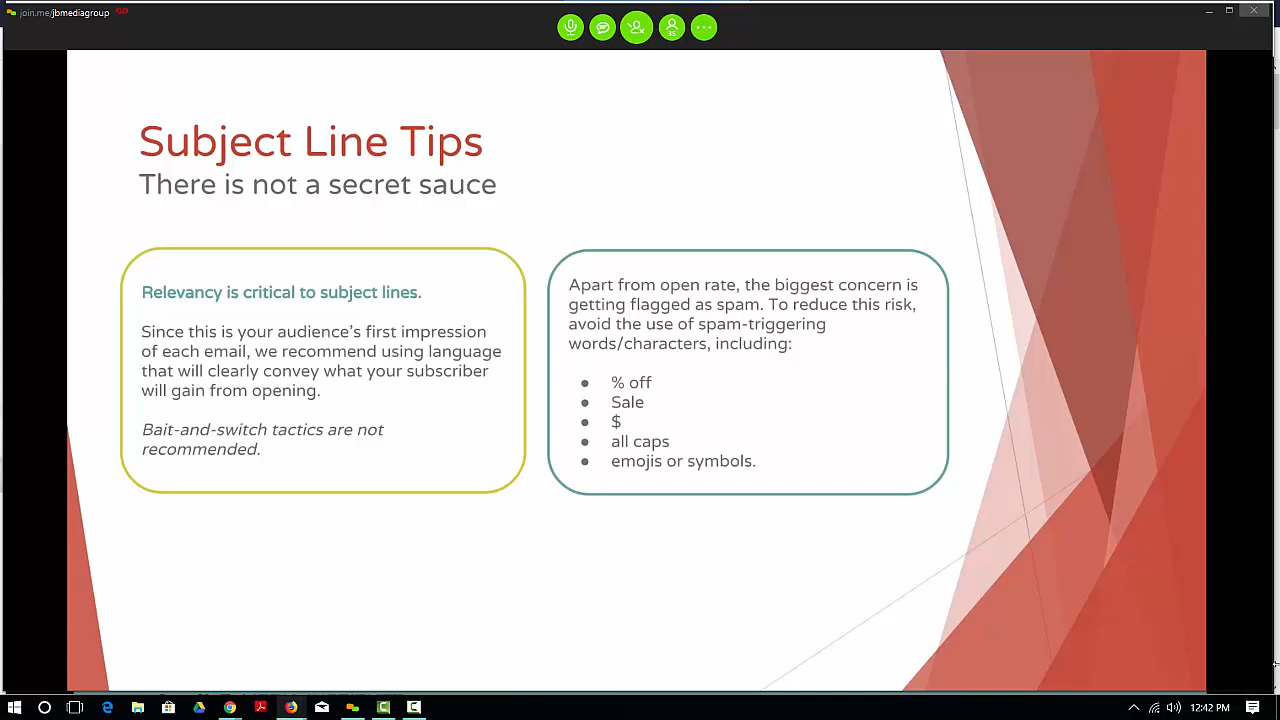 join.me/jbmediagroup
35
Subject Line Tips
There is not a secret sauce
Relevancy is critical to subject lines.
Since this is your audience's first impression
of each email, we recommend using language
that will clearly convey what your subscriber
will gain from opening.
Bait-and-switch tactics are not
recommended.
Apart from open rate, the biggest concern is
getting flagged as spam. To reduce this risk,
avoid the use of spam-triggering
words/characters, including:
● % off
● Sale
● $
● all caps
● emojis or symbols.
12:42 PM